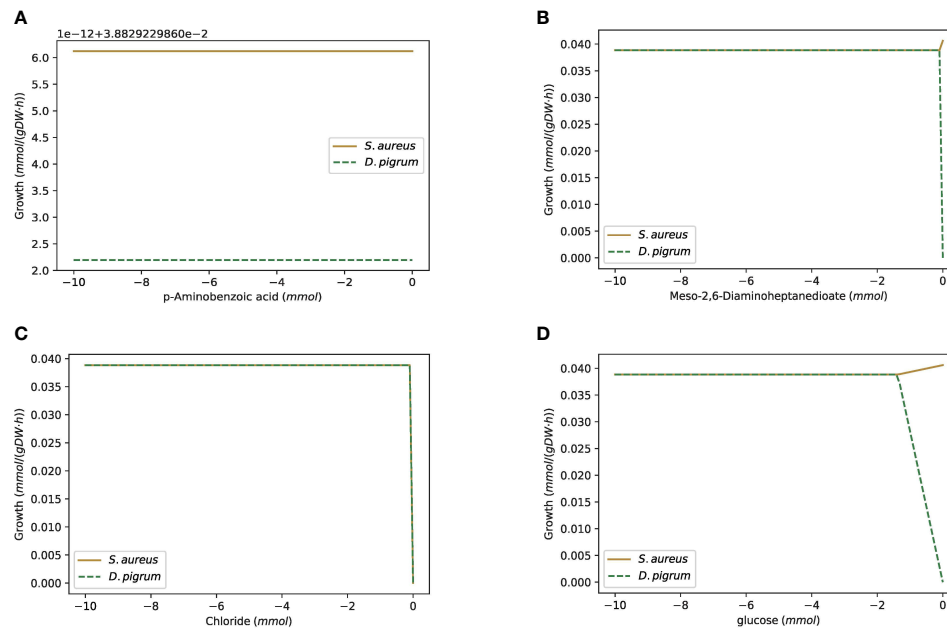 A
1e−12+3.8829229860e−2
6.0
5.5
5.0
4.5
4.0
3.5
3.0
2.5
2.0
Growth (mmol/(gDW·h))
S. aureus
D. pigrum
−10
−8
−6
−4
−2
0
p-Aminobenzoic acid (mmol)
B
0.040
0.035
0.030
0.025
0.020
0.015
0.010
0.005
0.000
Growth (mmol/(gDW·h))
S. aureus
D. pigrum
−10
−8
−6
−4
−2
0
Meso-2,6-Diaminoheptanedioate (mmol)
C
0.040
0.035
0.030
0.025
0.020
0.015
0.010
0.005
0.000
Growth (mmol/(gDW·h))
S. aureus
D. pigrum
−10
−8
−6
−4
−2
0
Chloride (mmol)
D
0.040
0.035
0.030
0.025
0.020
0.015
0.010
0.005
0.000
Growth (mmol/(gDW·h))
S. aureus
D. pigrum
−10
−8
−6
−4
−2
0
glucose (mmol)